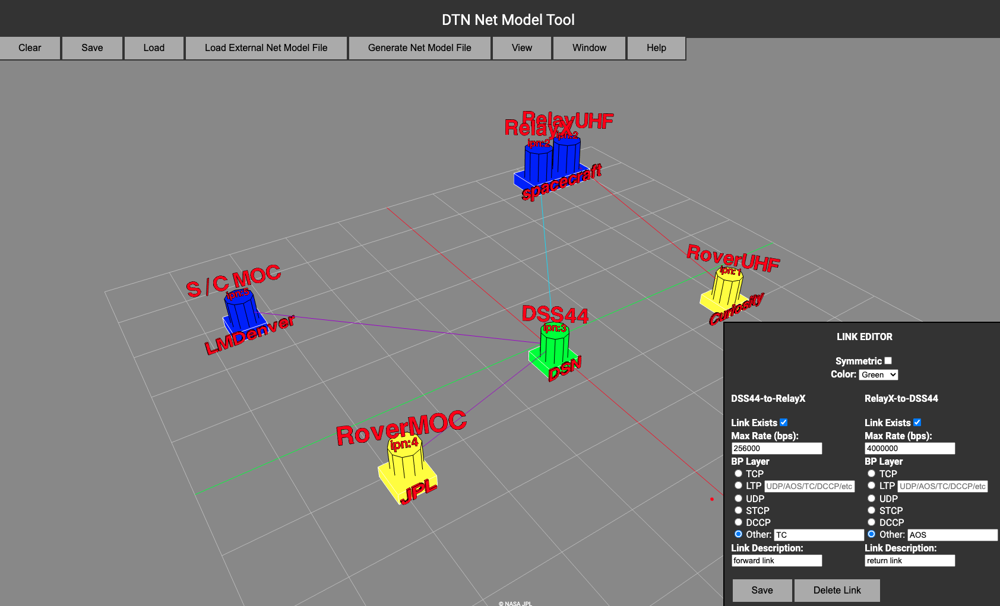 DTN Net Model Tool
Clear
Save
Load
Load External Net Model File
Generate Net Model File
View
Window
Help
RelayUHF
RelayX
ipn:2
ipn:2
spacecraft
RoverUHF
ipn:1
Curiosity
S / C MOC
ipn:5
LMDenver
DSS44
ipn:3
DSN
RoverMOC
ipn:4
JPL
LINK EDITOR
Symmetric
Color: Green
DSS44-to-RelayX
Link Exists
Max Rate (bps):
256000
BP Layer
TCP
LTP UDP/AOS/TC/DCCP/etc
UDP
STCP
DCCP
Other: TC
Link Description:
forward link
RelayX-to-DSS44
Link Exists
Max Rate (bps):
4000000
BP Layer
TCP
LTP UDP/AOS/TC/DCCP/etc
UDP
STCP
DCCP
Other: AOS
Link Description:
return link
Save
Delete Link
© NASA JPL